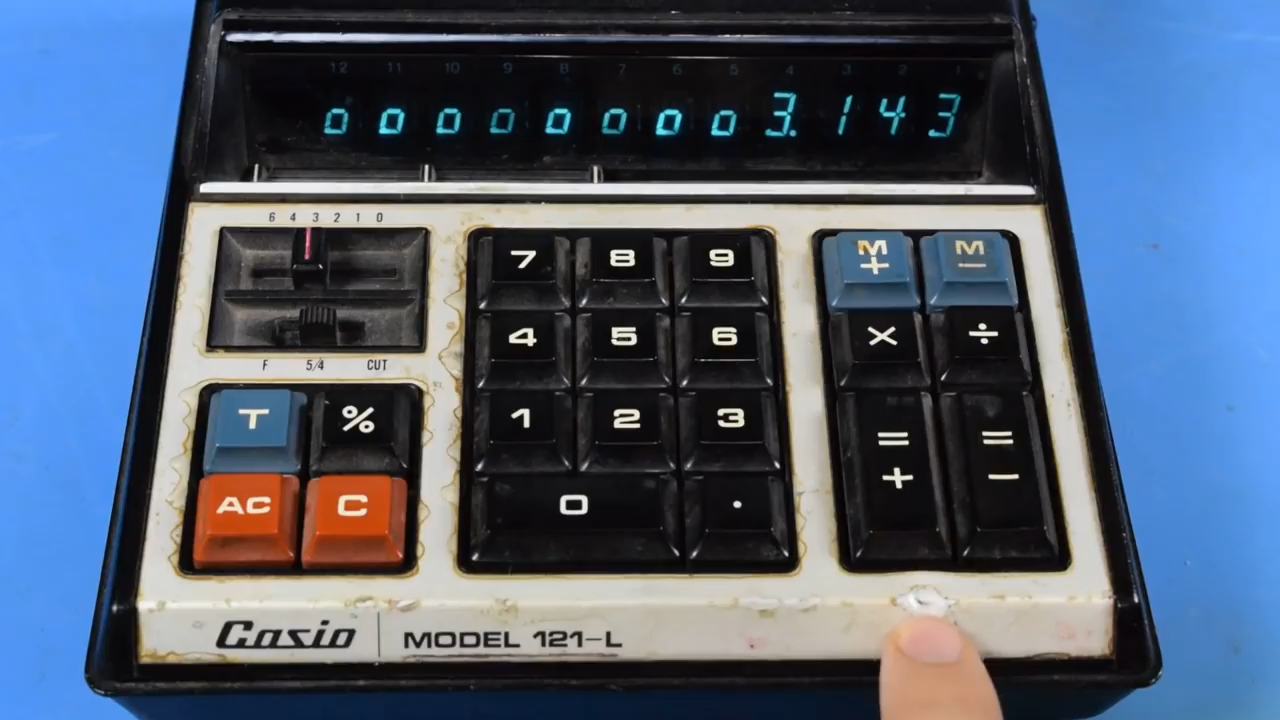 12 11 10 9 8 7 6 5 4 3 2 1
000000003.143
6 4 3 2 1 0
F 5/4 CUT
7 8 9 M+ M−
4 5 6 × ÷
T % 1 2 3 =+ =−
AC C 0 .
Casio MODEL 121-L